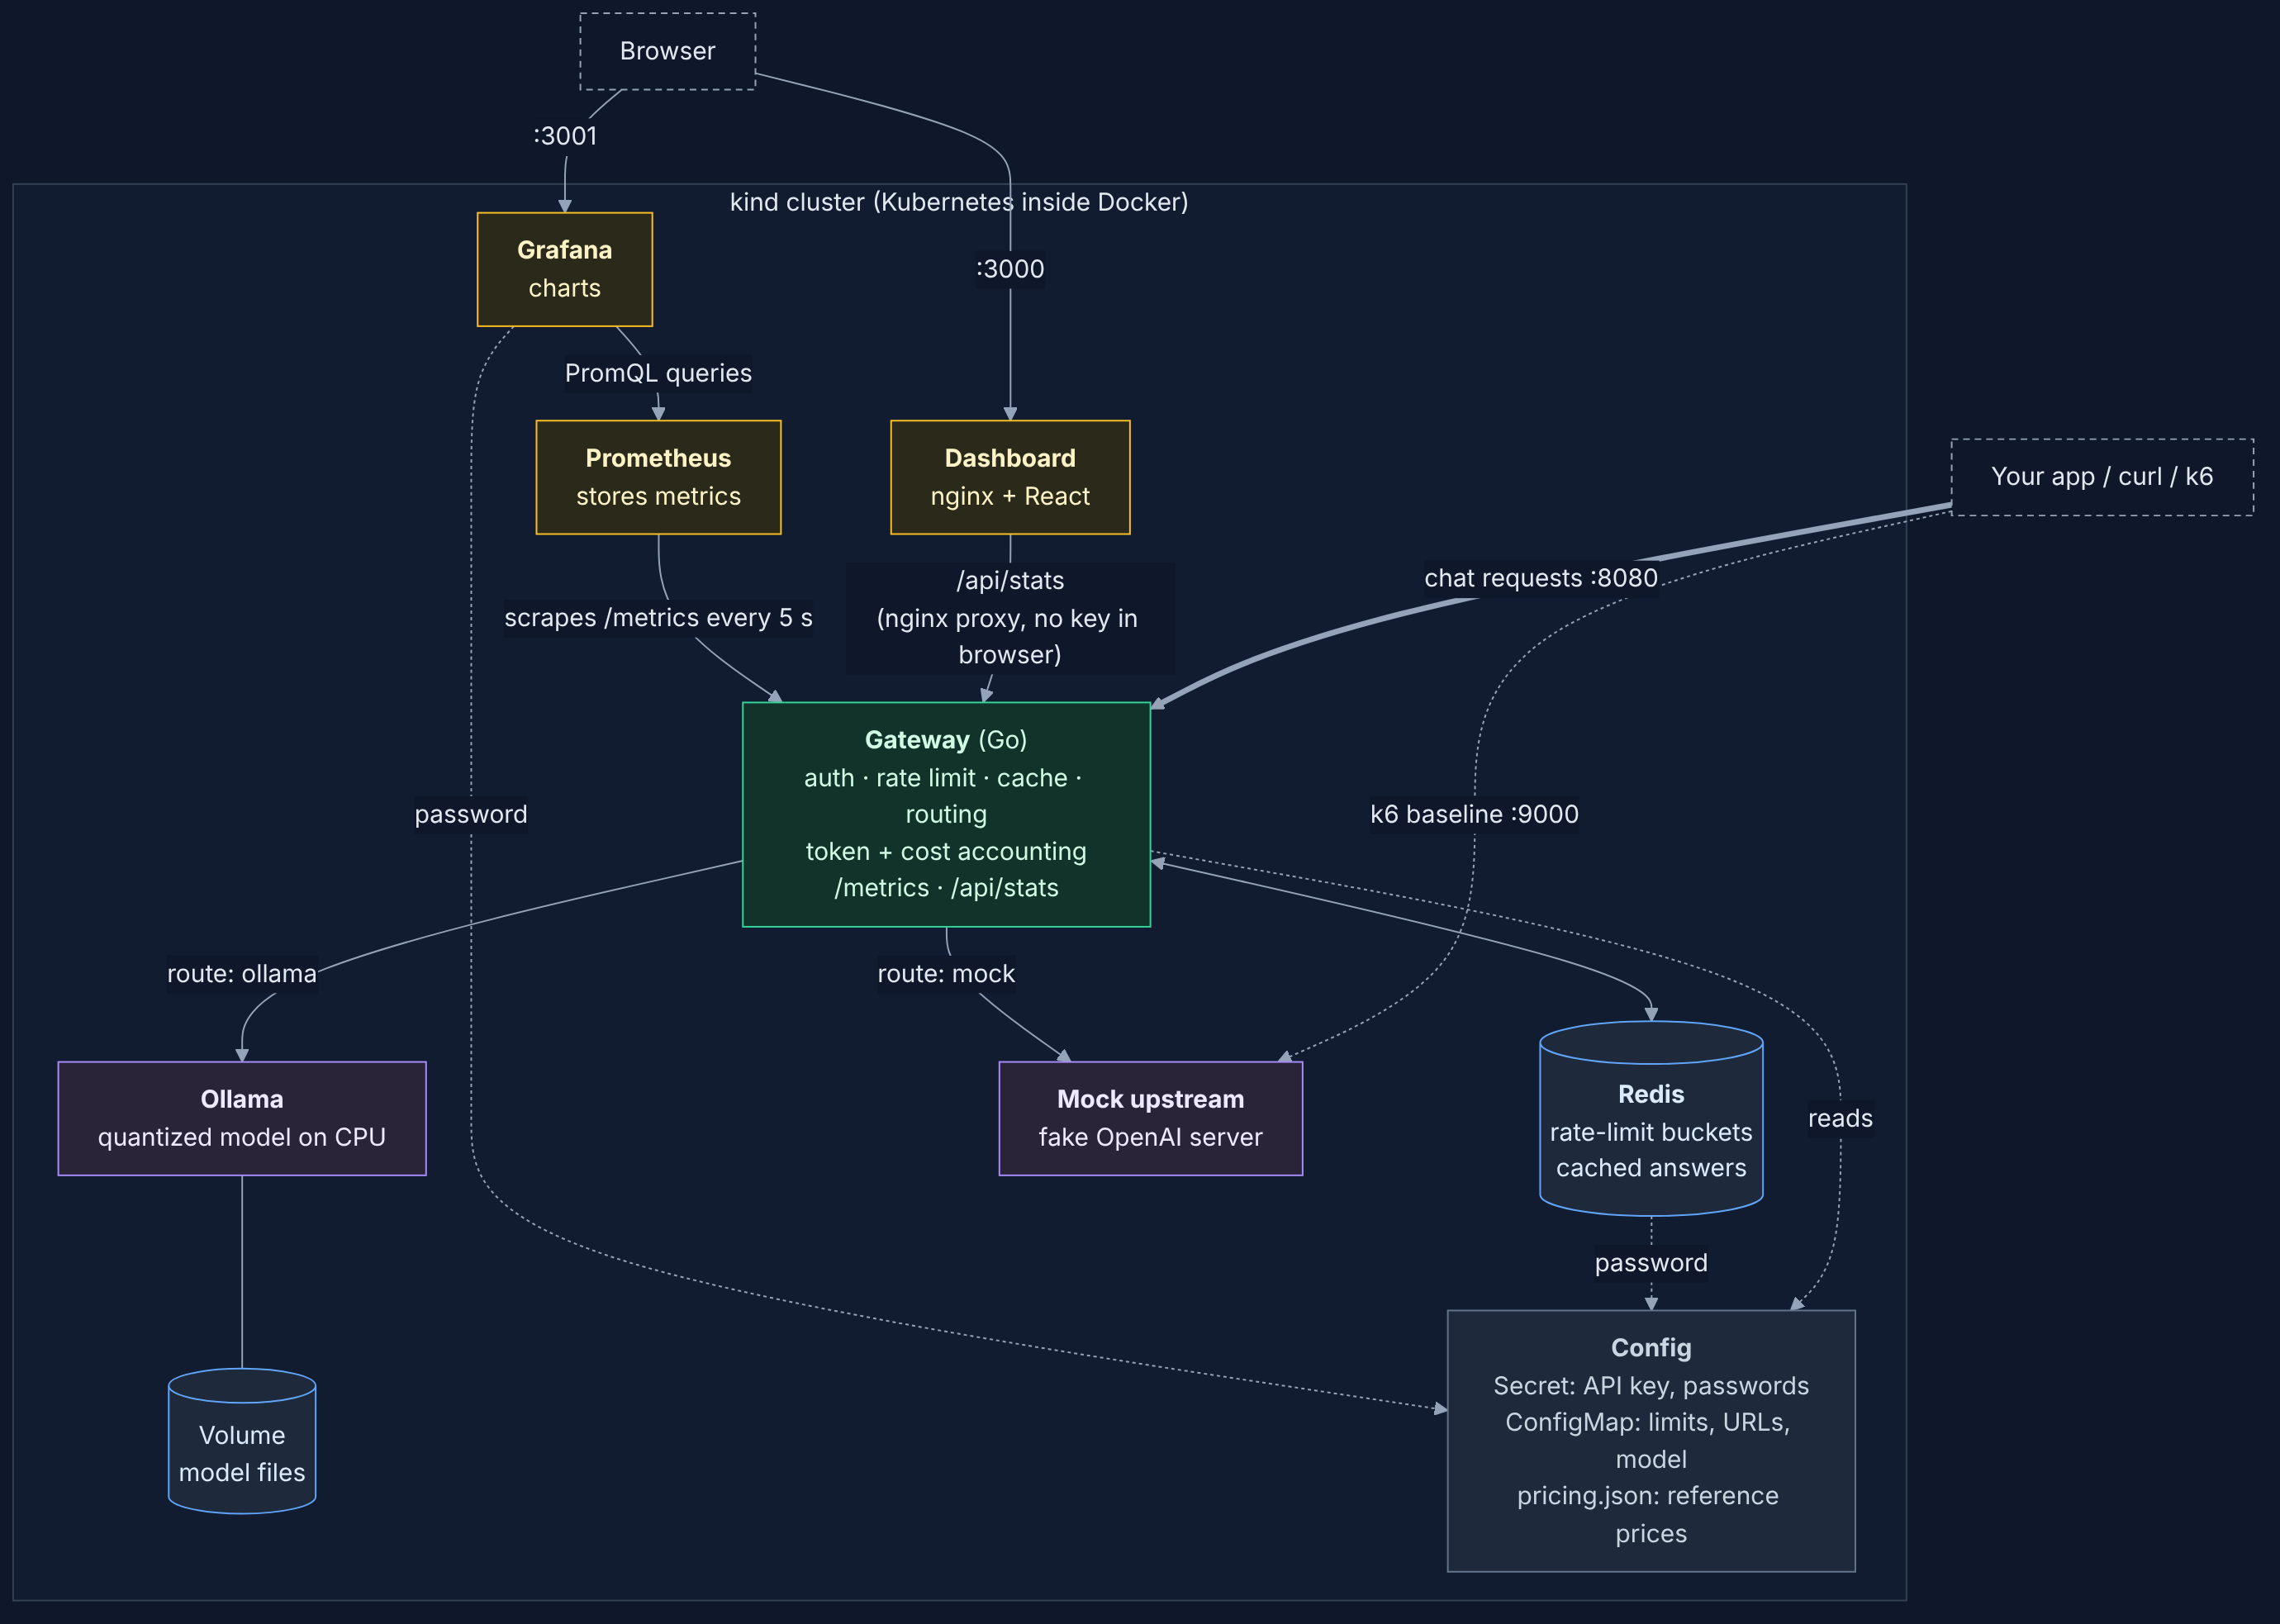 Browser
:3001
kind cluster (Kubernetes inside Docker)
Grafana
charts
:3000
PromQL queries
Prometheus
stores metrics
Dashboard
nginx + React
Your app / curl / k6
/api/stats
(nginx proxy, no key in
browser)
scrapes /metrics every 5 s
chat requests :8080
Gateway (Go)
auth · rate limit · cache ·
routing
token + cost accounting
/metrics · /api/stats
password
k6 baseline :9000
route: ollama
route: mock
Ollama
quantized model on CPU
Mock upstream
fake OpenAI server
Redis
rate-limit buckets
cached answers
reads
password
Config
Secret: API key, passwords
ConfigMap: limits, URLs,
model
pricing.json: reference
prices
Volume
model files